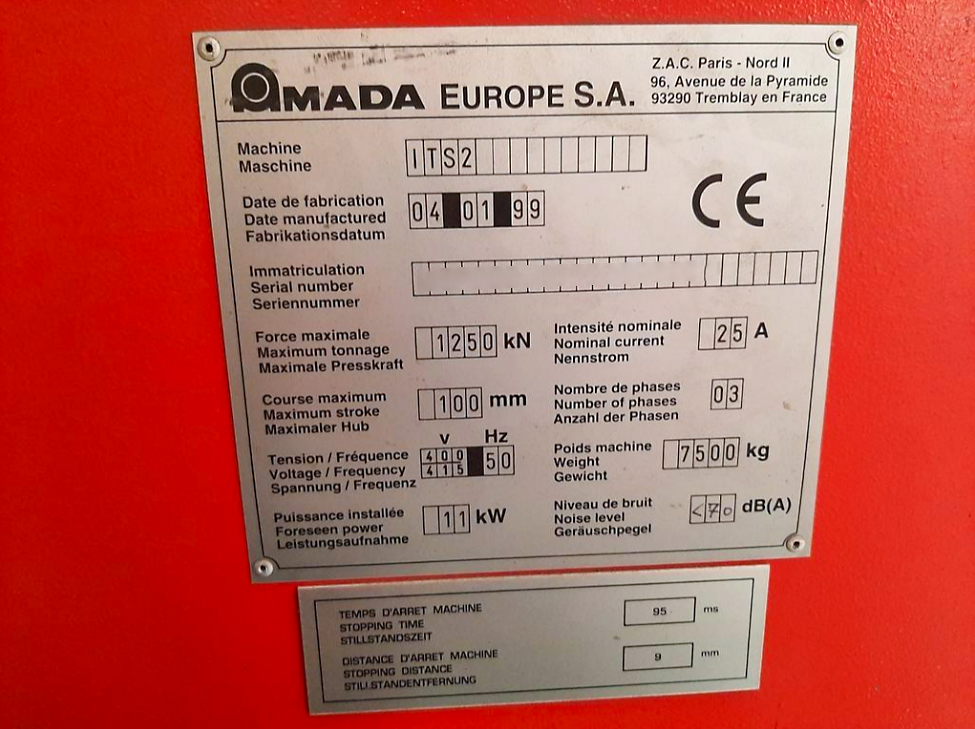 AMADA EUROPE S.A.
Z.A.C. Paris - Nord II
96, Avenue de la Pyramide
93290 Tremblay en France
Machine
Maschine
ITS2
CE
Date de fabrication
Date manufactured
Fabrikationsdatum
04 01 99
Immatriculation
Serial number
Seriennummer
Force maximale
Maximum tonnage
Maximale Presskraft
1250 kN
Intensité nominale
Nominal current
Nennstrom
25 A
Course maximum
Maximum stroke
Maximaler Hub
100 mm
Nombre de phases
Number of phases
Anzahl der Phasen
03
Tension / Fréquence
Voltage / Frequency
Spannung / Frequenz
V Hz
400
415
50
Poids machine
Weight
Gewicht
7500 kg
Puissance installée
Foreseen power
Leistungsaufnahme
11 kW
Niveau de bruit
Noise level
Geräuschpegel
<70 dB(A)
TEMPS D'ARRET MACHINE
STOPPING TIME
STILLSTANDSZEIT
95 ms
DISTANCE D'ARRET MACHINE
STOPPING DISTANCE
STILLSTANDENTFERNUNG
9 mm